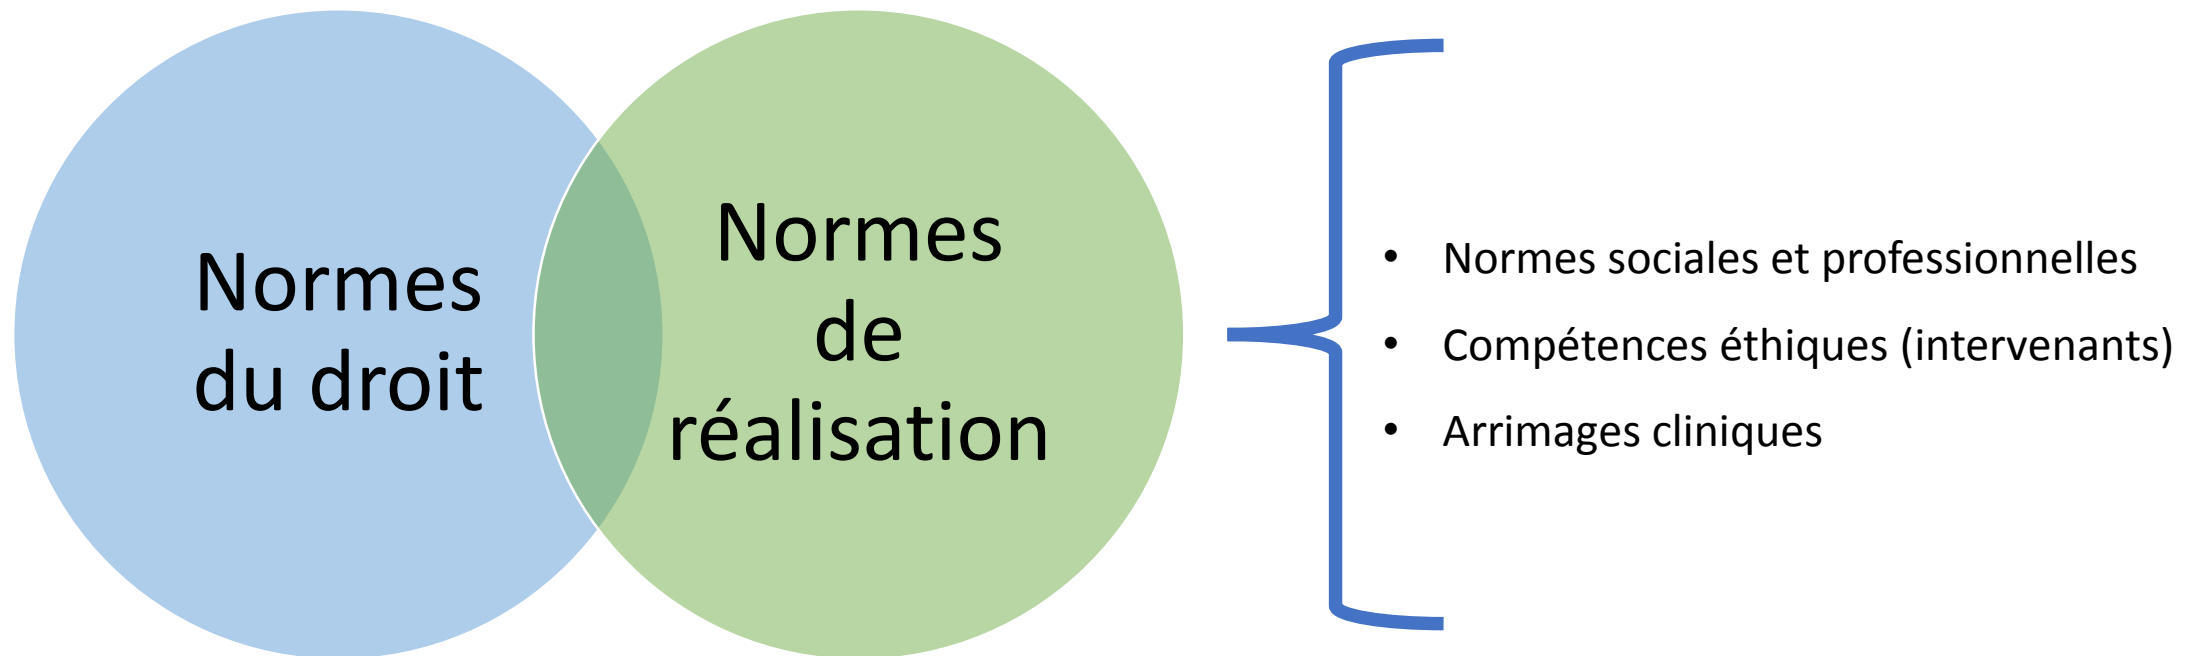 Normes
du droit
Normes
de
réalisation
• Normes sociales et professionnelles
• Compétences éthiques (intervenants)
• Arrimages cliniques